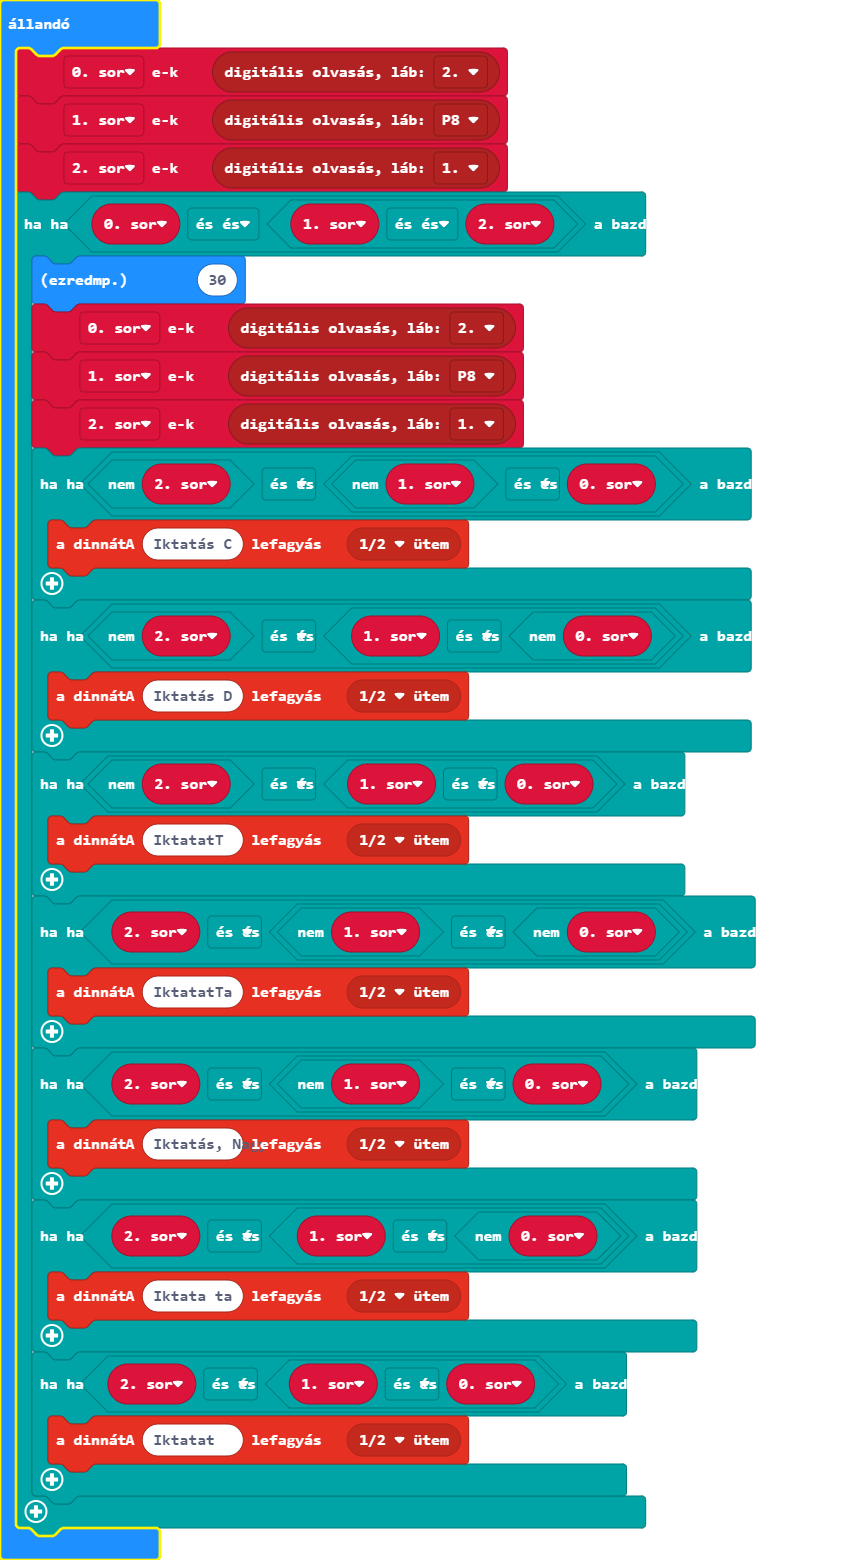 állandó
0. sor e-k digitális olvasás, láb: 2.
1. sor e-k digitális olvasás, láb: P8
2. sor e-k digitális olvasás, láb: 1.
ha ha 0. sor és és 1. sor és és 2. sor a bazd
(ezredmp.) 30
0. sor e-k digitális olvasás, láb: 2.
1. sor e-k digitális olvasás, láb: P8
2. sor e-k digitális olvasás, láb: 1.
ha ha nem 2. sor és és nem 1. sor és és 0. sor a bazd
a dinnátA Iktatás C lefagyás 1/2 ütem
ha ha nem 2. sor és és 1. sor és és nem 0. sor a bazd
a dinnátA Iktatás D lefagyás 1/2 ütem
ha ha nem 2. sor és és 1. sor és és 0. sor a bazd
a dinnátA IktatatT lefagyás 1/2 ütem
ha ha 2. sor és és nem 1. sor és és nem 0. sor a bazd
a dinnátA IktatatTa lefagyás 1/2 ütem
ha ha 2. sor és és nem 1. sor és és 0. sor a bazd
a dinnátA Iktatás, lefagyás 1/2 ütem
ha ha 2. sor és és 1. sor és és nem 0. sor a bazd
a dinnátA Iktata ta lefagyás 1/2 ütem
ha ha 2. sor és és 1. sor és és 0. sor a bazd
a dinnátA Iktatat lefagyás 1/2 ütem